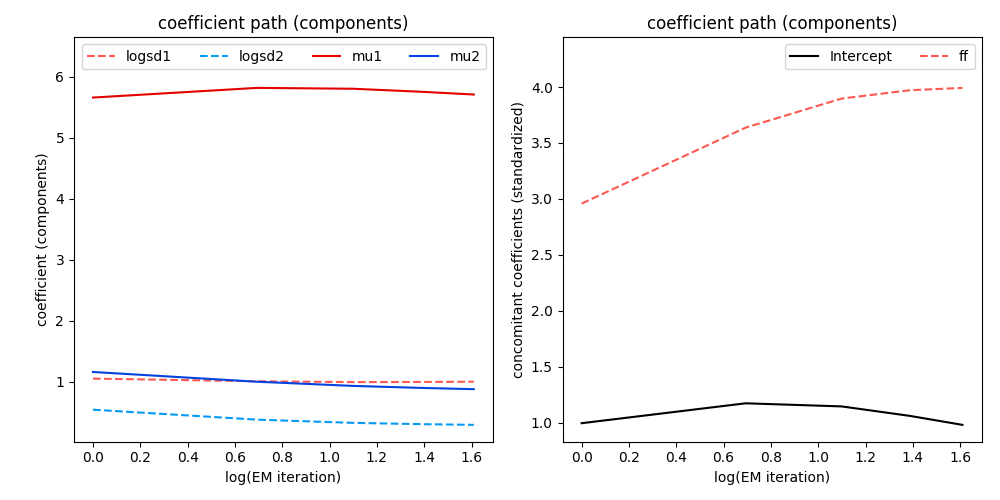 coefficient path (components)
logsd1 logsd2 mu1 mu2
coefficient (components)
6
5
4
3
2
1
0.0 0.2 0.4 0.6 0.8 1.0 1.2 1.4 1.6
log(EM iteration)
coefficient path (components)
Intercept ff
concomitant coefficients (standardized)
4.0
3.5
3.0
2.5
2.0
1.5
1.0
0.0 0.2 0.4 0.6 0.8 1.0 1.2 1.4 1.6
log(EM iteration)